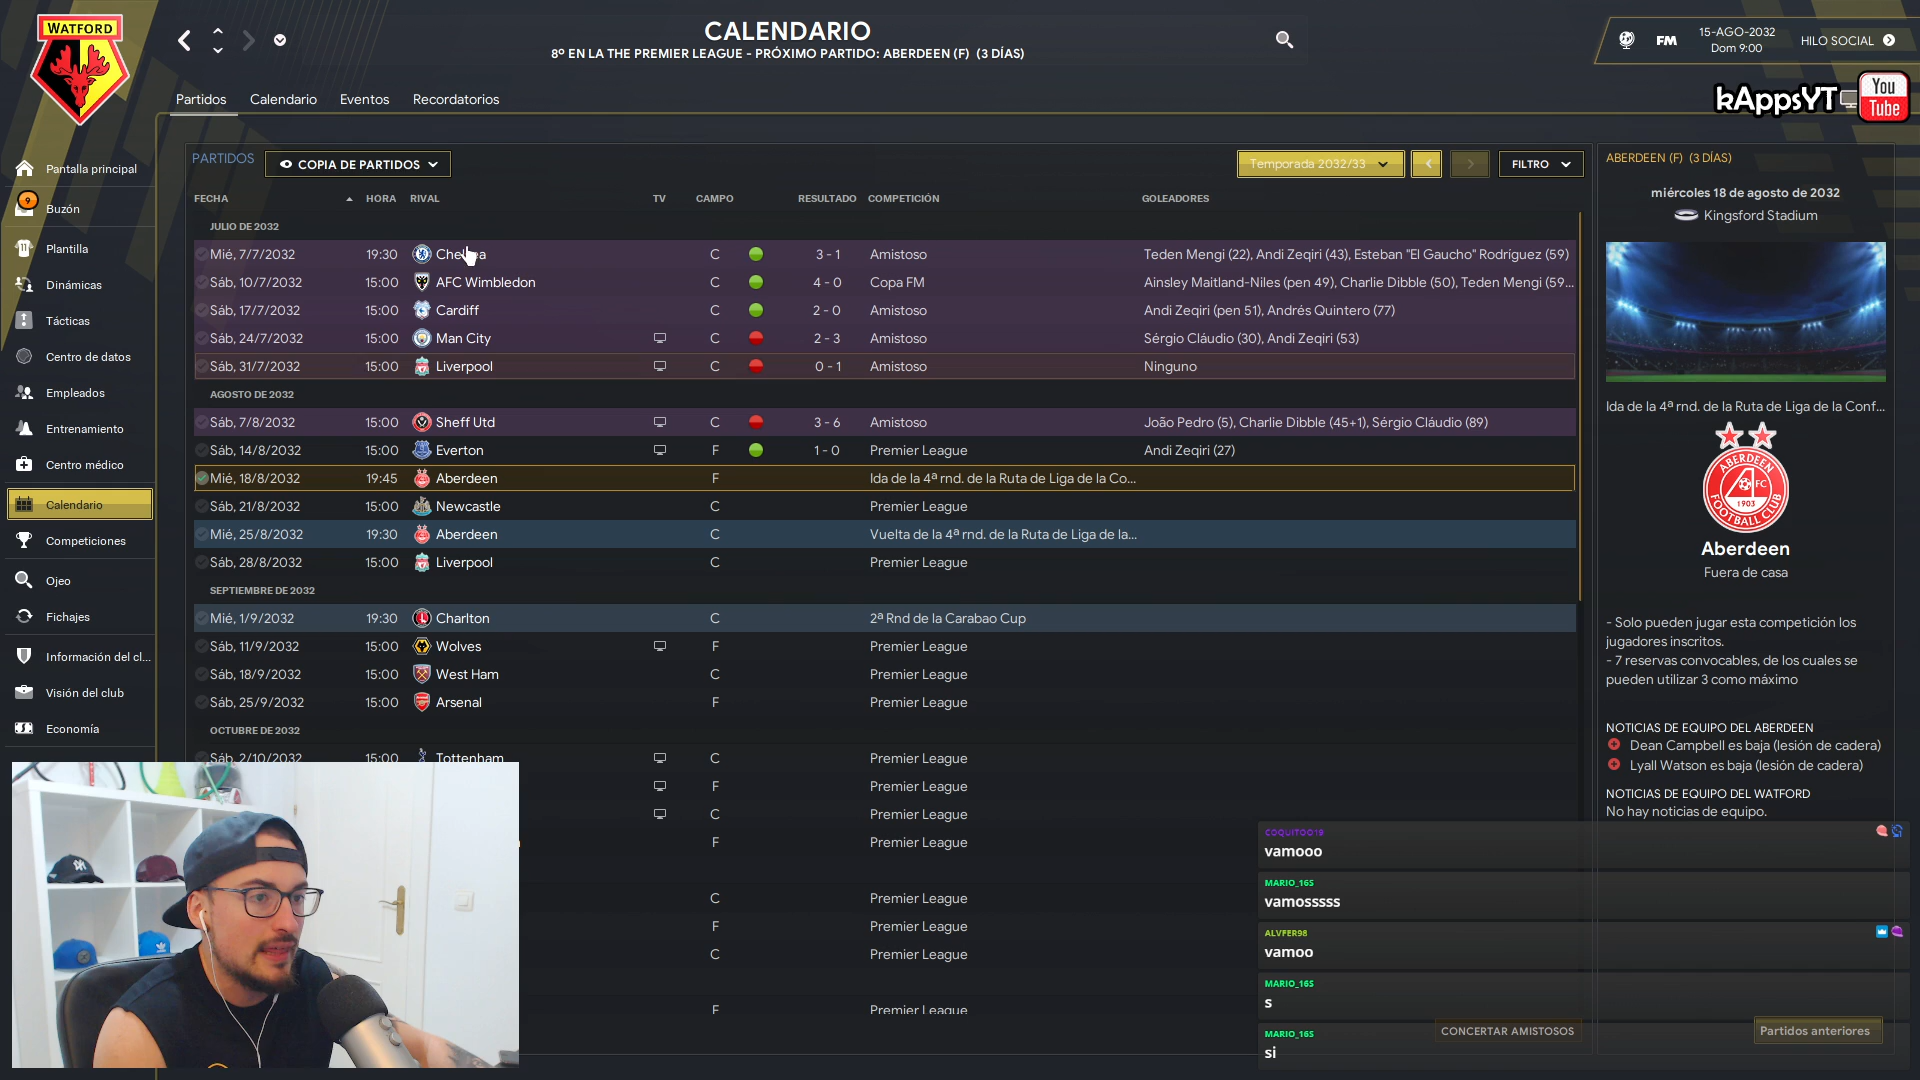 WATFORD
CALENDARIO
8º EN LA THE PREMIER LEAGUE - PRÓXIMO PARTIDO: ABERDEEN (F) (3 DÍAS)
FM
15-AGO-2032
Dom 9:00
HILO SOCIAL
kAppsYT
You
Tube
Partidos
Calendario
Eventos
Recordatorios
Pantalla principal
9
Buzón
Plantilla
Dinámicas
Tácticas
Centro de datos
Empleados
Entrenamiento
Centro médico
Calendario
Competiciones
Ojeo
Fichajes
Información del cl...
Visión del club
Economía
PARTIDOS
COPIA DE PARTIDOS
Temporada 2032/33
FILTRO
FECHA HORA RIVAL TV CAMPO RESULTADO COMPETICIÓN GOLEADORES
JULIO DE 2032
Mié, 7/7/2032 19:30 Chelsea C 3 - 1 Amistoso Teden Mengi (22), Andi Zeqiri (43), Esteban "El Gaucho" Rodríguez (59)
Sáb, 10/7/2032 15:00 AFC Wimbledon C 4 - 0 Copa FM Ainsley Maitland-Niles (pen 49), Charlie Dibble (50), Teden Mengi (59...
Sáb, 17/7/2032 15:00 Cardiff C 2 - 0 Amistoso Andi Zeqiri (pen 51), Andrés Quintero (77)
Sáb, 24/7/2032 15:00 Man City C 2 - 3 Amistoso Sérgio Cláudio (30), Andi Zeqiri (53)
Sáb, 31/7/2032 15:00 Liverpool C 0 - 1 Amistoso Ninguno
AGOSTO DE 2032
Sáb, 7/8/2032 15:00 Sheff Utd C 3 - 6 Amistoso João Pedro (5), Charlie Dibble (45+1), Sérgio Cláudio (89)
Sáb, 14/8/2032 15:00 Everton F 1 - 0 Premier League Andi Zeqiri (27)
Mié, 18/8/2032 19:45 Aberdeen F Ida de la 4ª rnd. de la Ruta de Liga de la Co...
Sáb, 21/8/2032 15:00 Newcastle C Premier League
Mié, 25/8/2032 19:30 Aberdeen C Vuelta de la 4ª rnd. de la Ruta de Liga de la...
Sáb, 28/8/2032 15:00 Liverpool C Premier League
SEPTIEMBRE DE 2032
Mié, 1/9/2032 19:30 Charlton C 2ª Rnd de la Carabao Cup
Sáb, 11/9/2032 15:00 Wolves F Premier League
Sáb, 18/9/2032 15:00 West Ham C Premier League
Sáb, 25/9/2032 15:00 Arsenal F Premier League
OCTUBRE DE 2032
Sáb, 2/10/2032 15:00 Tottenham C Premier League
F Premier League
C Premier League
F Premier League
C Premier League
F Premier League
C Premier League
F Premier League
CONCERTAR AMISTOSOS
ABERDEEN (F) (3 DÍAS)
miércoles 18 de agosto de 2032
Kingsford Stadium
Ida de la 4ª rnd. de la Ruta de Liga de la Conf...
ABERDEEN
FC
1903
FOOTBALL CLUB
Aberdeen
Fuera de casa
- Solo pueden jugar esta competición los
jugadores inscritos.
- 7 reservas convocables, de los cuales se
pueden utilizar 3 como máximo
NOTICIAS DE EQUIPO DEL ABERDEEN
Dean Campbell es baja (lesión de cadera)
Lyall Watson es baja (lesión de cadera)
NOTICIAS DE EQUIPO DEL WATFORD
No hay noticias de equipo.
COQUITOO19
vamooo
MARIO_16S
vamosssss
ALVFER98
vamoo
MARIO_16S
s
MARIO_16S
si
Partidos anteriores